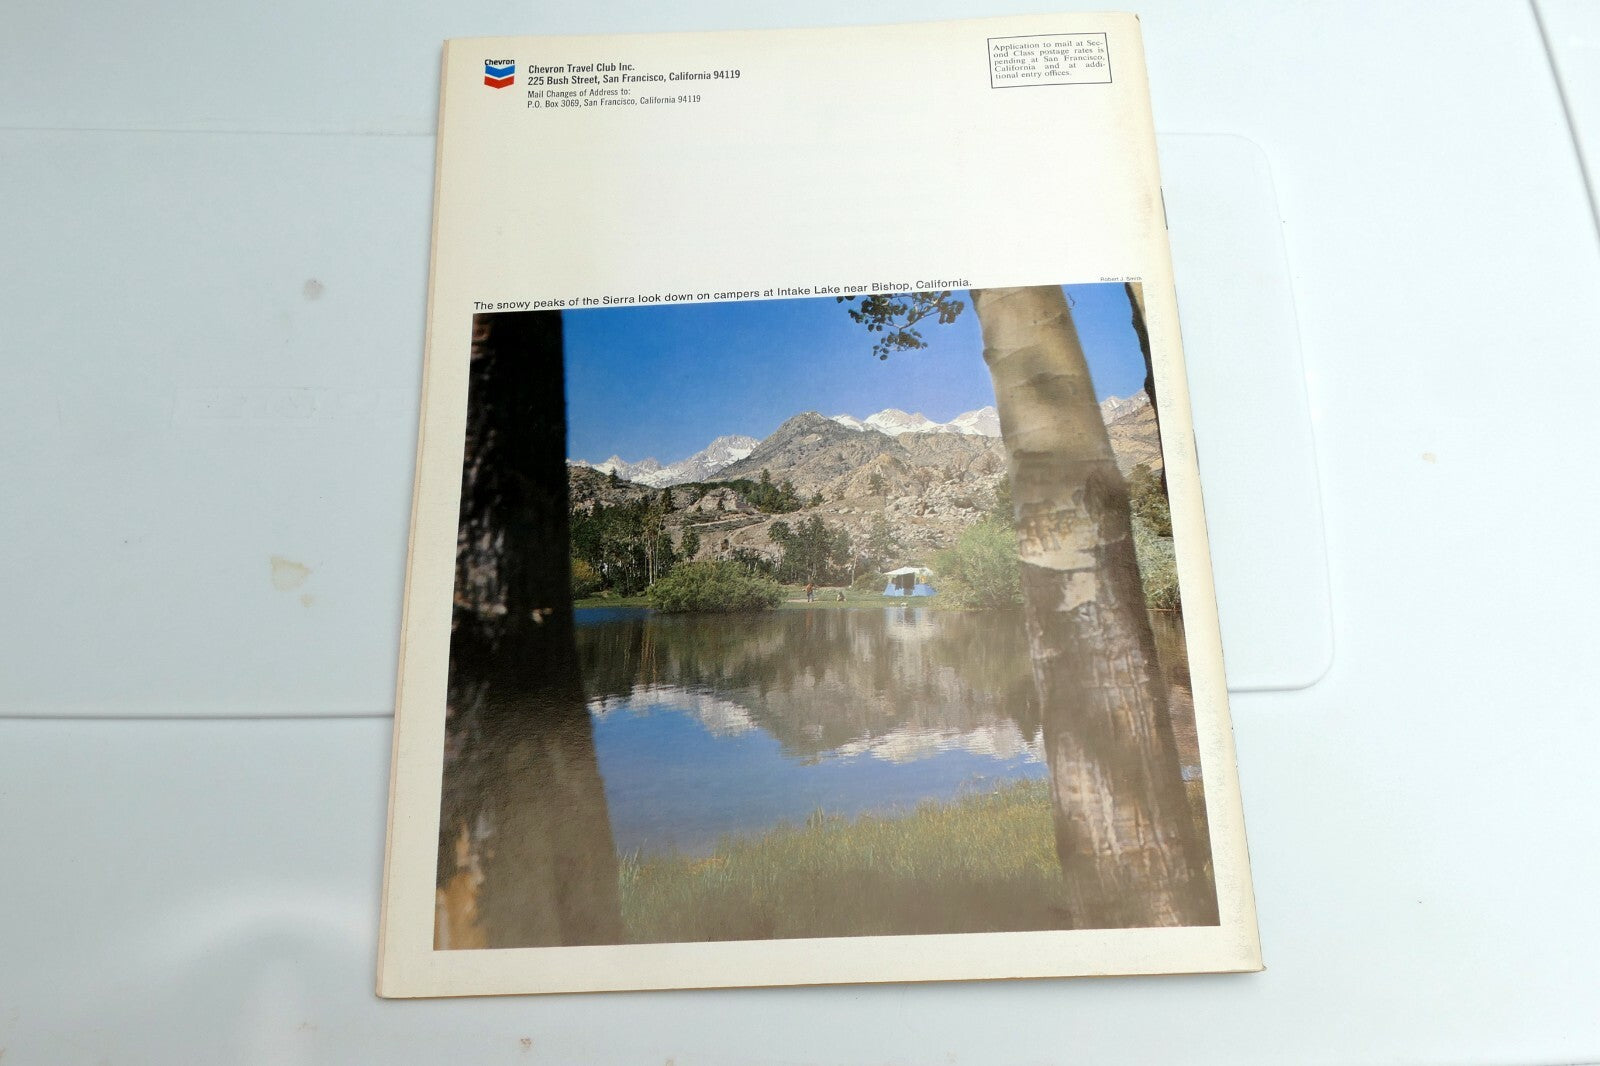 Chevron
Chevron Travel Club Inc.
225 Bush Street, San Francisco, California 94119
Mail Changes of Address to:
P.O. Box 3069, San Francisco, California 94119
Application to mail at Sec-
ond Class postage rates is
pending at San Francisco,
California and at addi-
tional entry offices.
The snowy peaks of the Sierra look down on campers at Intake Lake near Bishop, California.
Robert J. Smith